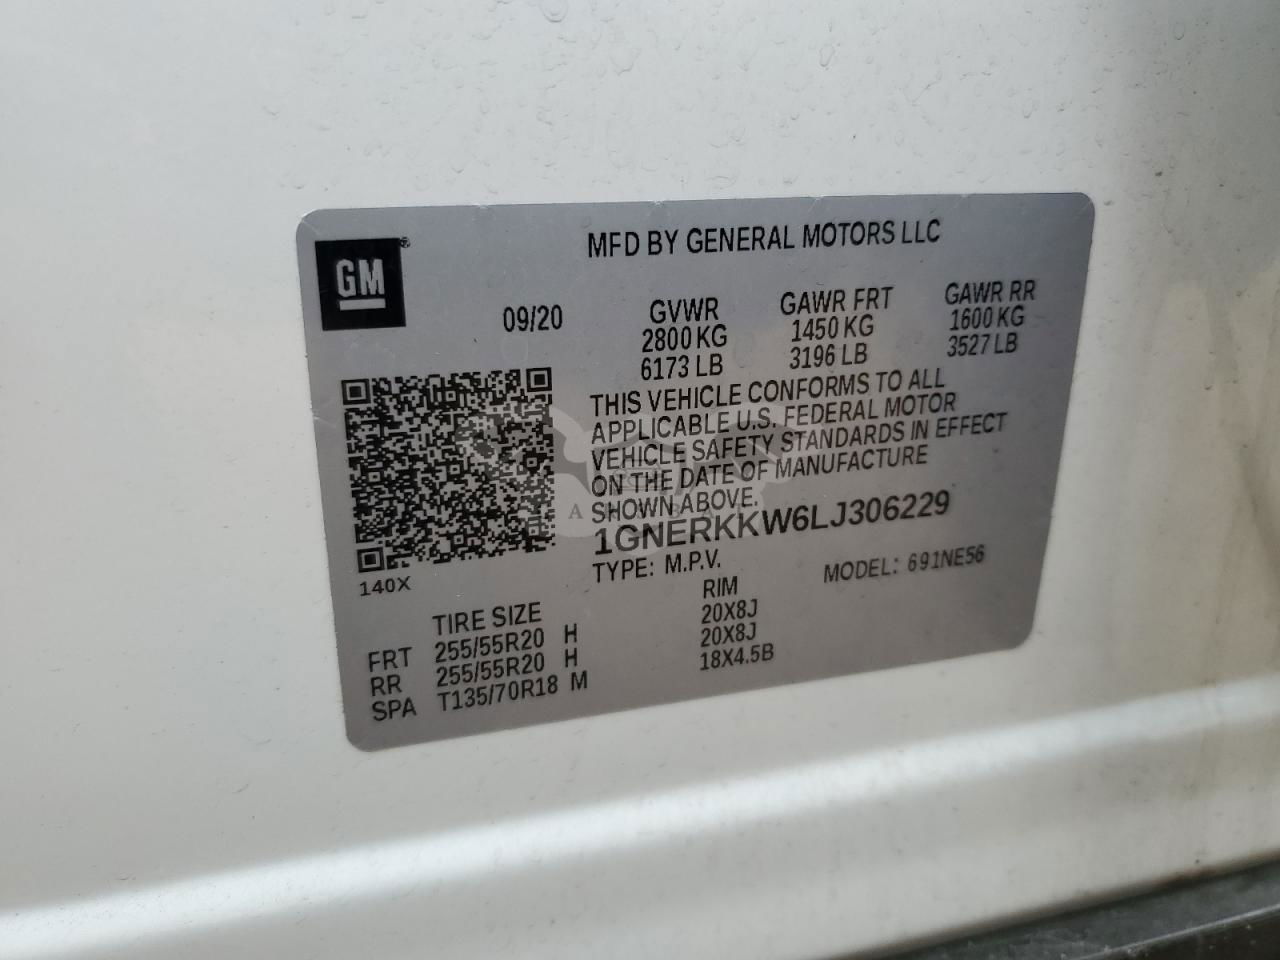 GM®
MFD BY GENERAL MOTORS LLC
09/20
GVWR GAWR FRT GAWR RR
2800 KG 1450 KG 1600 KG
6173 LB 3196 LB 3527 LB
THIS VEHICLE CONFORMS TO ALL
APPLICABLE U.S. FEDERAL MOTOR
VEHICLE SAFETY STANDARDS IN EFFECT
ON THE DATE OF MANUFACTURE
SHOWN ABOVE.
1GNERKKW6LJ306229
TYPE: M.P.V. MODEL: 691NE56
140X
TIRE SIZE RIM
FRT 255/55R20 H 20X8J
RR 255/55R20 H 20X8J
SPA T135/70R18 M 18X4.5B